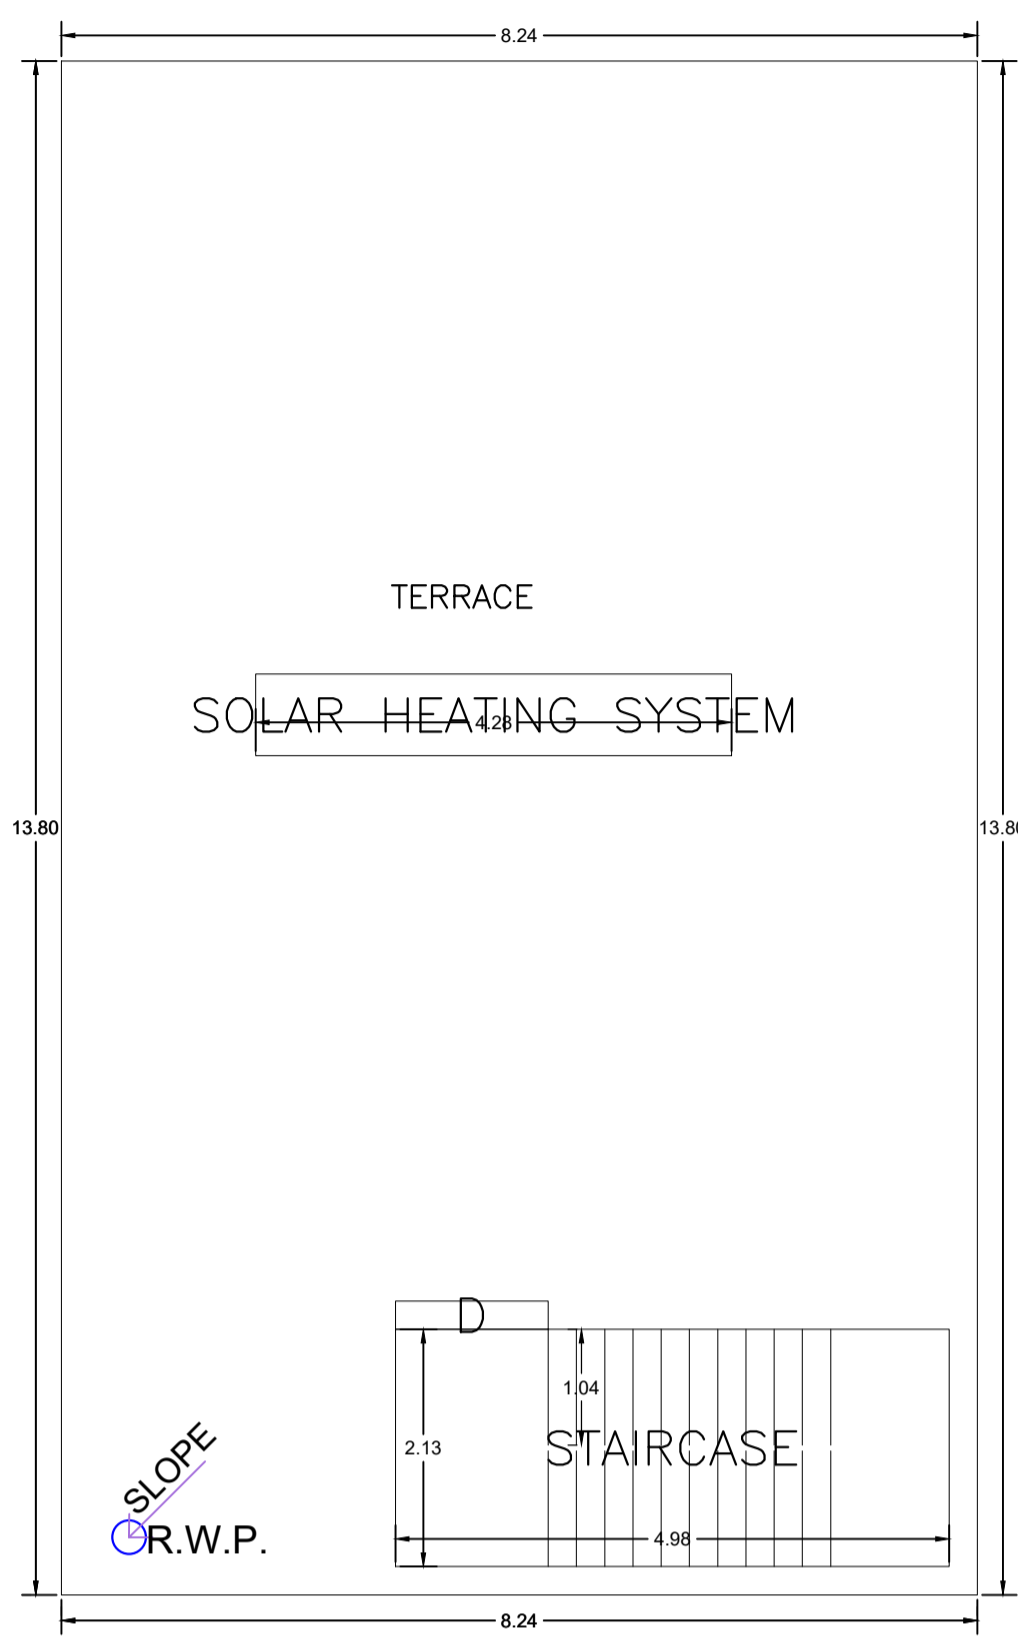 8.24
TERRACE
SOLAR HEATING SYSTEM
4.28
13.80
13.80
D
1.04
2.13
STAIRCASE
SLOPE
R.W.P.
4.98
8.24